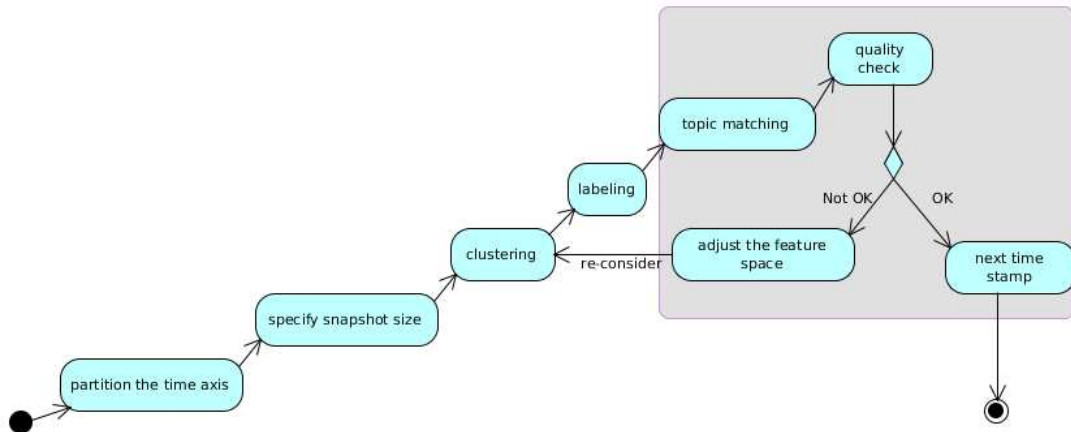 quality
check
topic matching
labeling
Not OK
OK
clustering
re-consider
adjust the feature
space
next time
stamp
specify snapshot size
partition the time axis